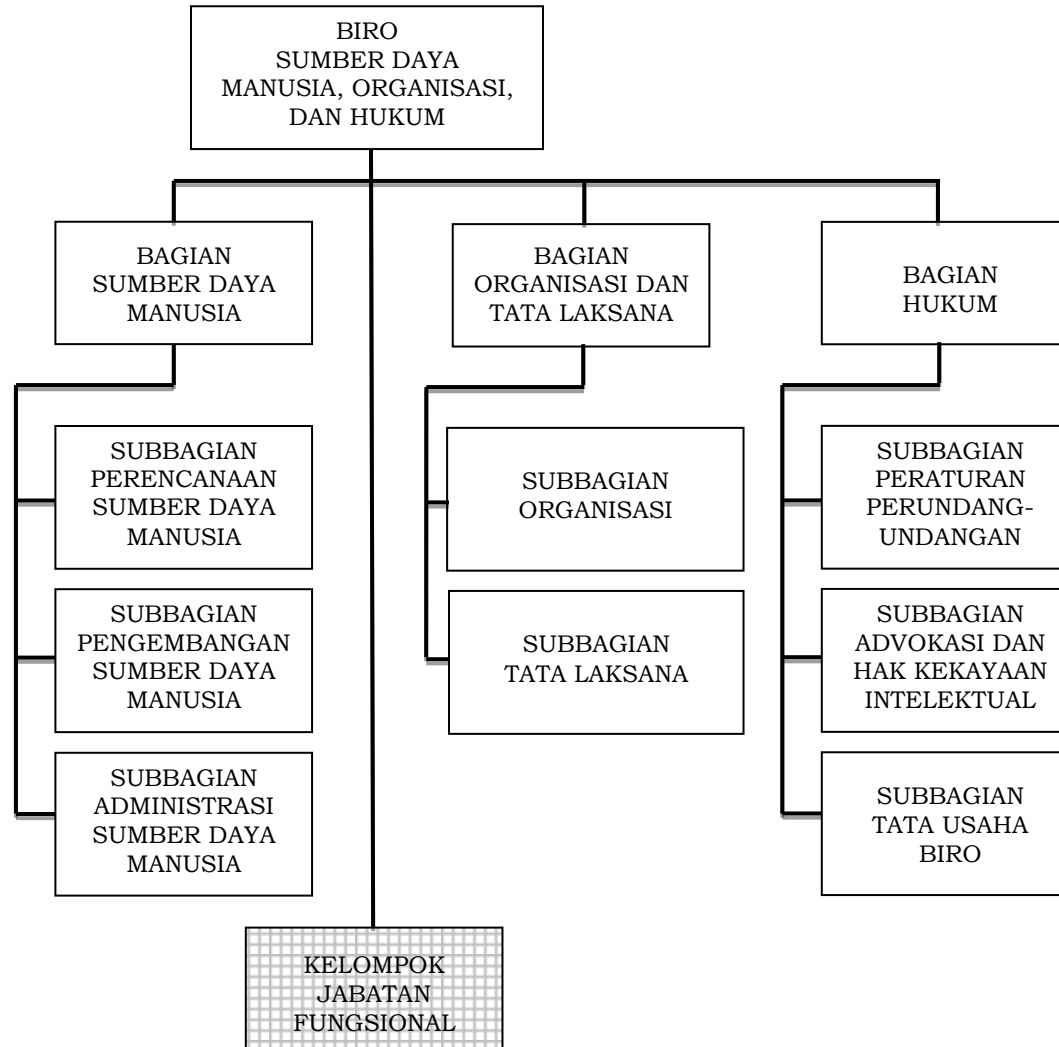 BIRO
SUMBER DAYA
MANUSIA, ORGANISASI,
DAN HUKUM
BAGIAN
SUMBER DAYA
MANUSIA
BAGIAN
ORGANISASI DAN
TATA LAKSANA
BAGIAN
HUKUM
SUBBAGIAN
PERENCANAAN
SUMBER DAYA
MANUSIA
SUBBAGIAN
ORGANISASI
SUBBAGIAN
PERATURAN
PERUNDANG-
UNDANGAN
SUBBAGIAN
PENGEMBANGAN
SUMBER DAYA
MANUSIA
SUBBAGIAN
TATA LAKSANA
SUBBAGIAN
ADVOKASI DAN
HAK KEKAYAAN
INTELEKTUAL
SUBBAGIAN
ADMINISTRASI
SUMBER DAYA
MANUSIA
SUBBAGIAN
TATA USAHA
BIRO
KELOMPOK
JABATAN
FUNGSIONAL